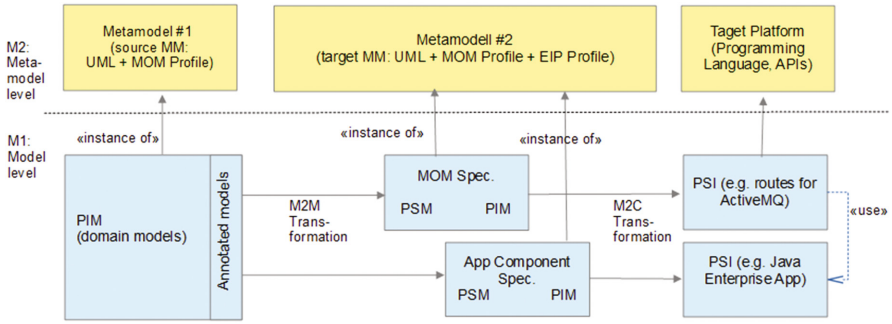 M2:
Meta-
model
level
Metamodel #1
(source MM:
UML + MOM Profile)
Metamodell #2
(target MM: UML + MOM Profile + EIP Profile)
Taget Platform
(Programming
Language, APIs)
«instance of»
«instance of»
«instance of»
M1:
Model
level
PIM
(domain models)
Annotated models
M2M
Trans-
formation
MOM Spec.
PSM PIM
App Component
Spec.
PSM PIM
M2C
Trans-
formation
PSI (e.g. routes for
ActiveMQ)
«use»
PSI (e.g. Java
Enterprise App)